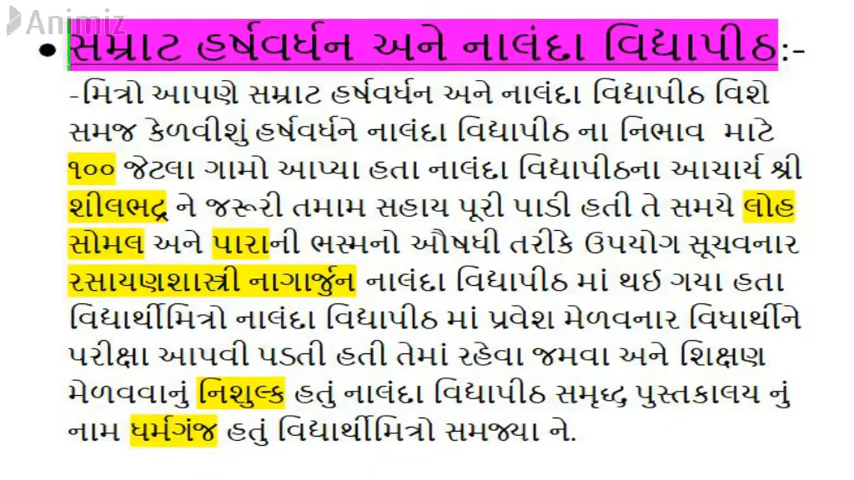 Animiz
• સમ્રાટ હર્ષવર્ધન અને નાલંદા વિદ્યાપીઠ:-
-મિત્રો આપણે સમ્રાટ હર્ષવર્ધન અને નાલંદા વિદ્યાપીઠ વિશે
સમજ કેળવીશું હર્ષવર્ધને નાલંદા વિદ્યાપીઠ ના નિભાવ માટે
૧૦૦ જેટલા ગામો આપ્યા હતા નાલંદા વિદ્યાપીઠના આચાર્ય શ્રી
શીલભદ્ર ને જરૂરી તમામ સહાય પૂરી પાડી હતી તે સમયે લોહ
સોમલ અને પારાની ભસ્મનો ઔષધી તરીકે ઉપયોગ સૂચવનાર
રસાયણશાસ્ત્રી નાગાર્જુન નાલંદા વિદ્યાપીઠ માં થઈ ગયા હતા
વિદ્યાર્થીમિત્રો નાલંદા વિદ્યાપીઠ માં પ્રવેશ મેળવનાર વિધાર્થીને
પરીક્ષા આપવી પડતી હતી તેમાં રહેવા જમવા અને શિક્ષણ
મેળવવાનું નિશુલ્ક હતું નાલંદા વિદ્યાપીઠ સમૃદ્ધ પુસ્તકાલય નું
નામ ધર્મગંજ હતું વિદ્યાર્થીમિત્રો સમજ્યા ને.